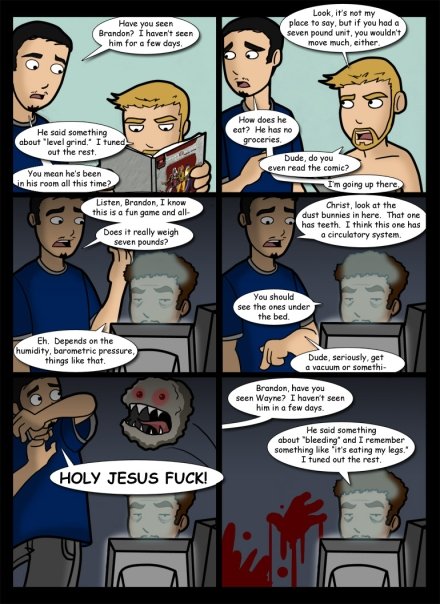 Have you seen
Brandon?  I haven't seen
him for a few days.
He said something
about "level grind."  I tuned
out the rest.
You mean he's been
in his room all this time?
Look, it's not my
place to say, but if you had a
seven pound unit, you wouldn't
move much, either.
How does he
eat?  He has no
groceries.
Dude, do you
even read the comic?
I'm going up there.
Listen, Brandon, I know
this is a fun game and all-
Does it really weigh
seven pounds?
Eh.  Depends on the
humidity, barometric pressure,
things like that.
Christ, look at the
dust bunnies in here.  That one
has teeth.  I think this one has
a circulatory system.
You should
see the ones under
the bed.
Dude, seriously, get
a vacuum or somethi-
HOLY JESUS FUCK!
Brandon, have you
seen Wayne?  I haven't seen
him in a few days.
He said something
about "bleeding" and I remember
something like "it's eating my legs."
I tuned out the rest.